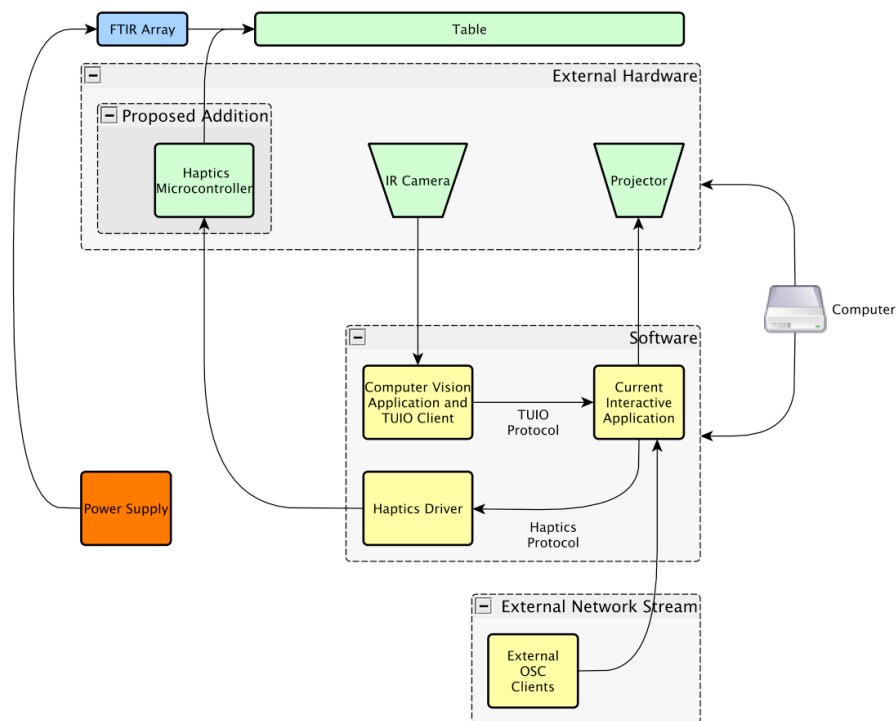 FTIR Array
Table
External Hardware
Proposed Addition
Haptics
Microcontroller
IR Camera
Projector
Computer
Software
Computer Vision
Application and
TUIO Client
TUIO
Protocol
Current
Interactive
Application
Power Supply
Haptics Driver
Haptics
Protocol
External Network Stream
External
OSC
Clients